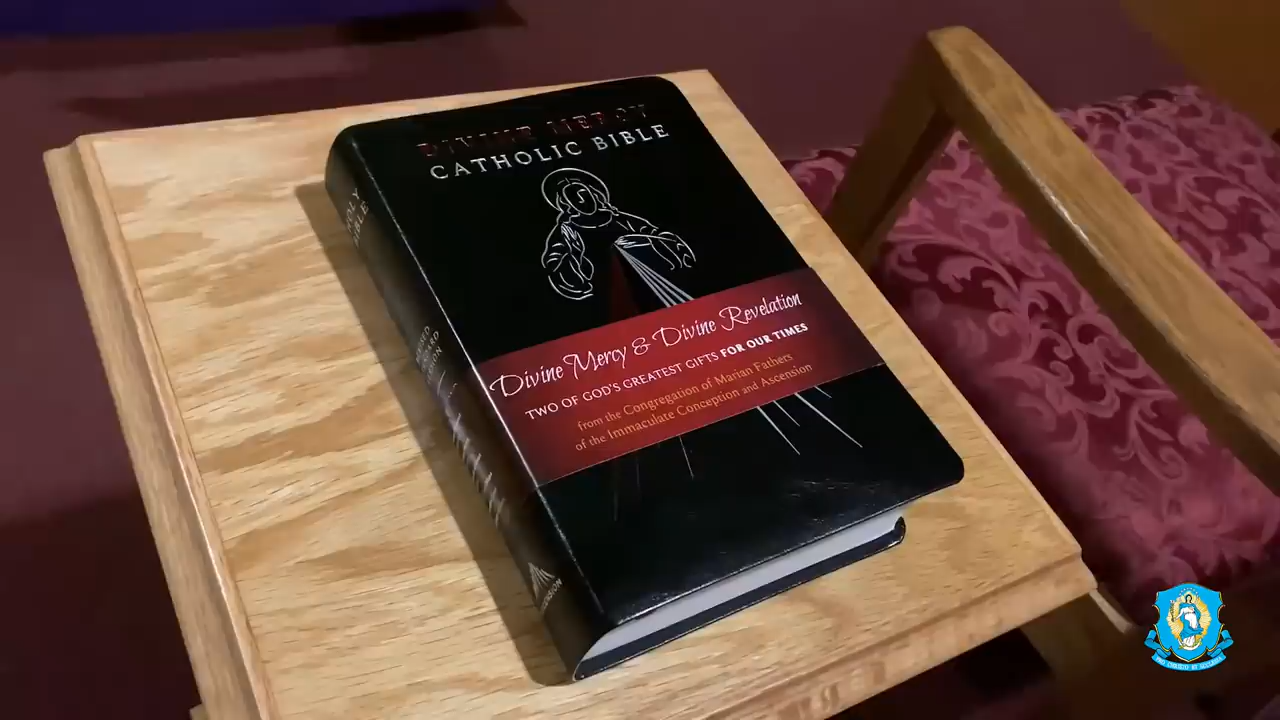 DIVINE MERCY
CATHOLIC BIBLE
HOLY
BIBLE
Divine Mercy & Divine Revelation
TWO OF GOD'S GREATEST GIFTS FOR OUR TIMES
from the Congregation of Marian Fathers
of the Immaculate Conception and Ascension